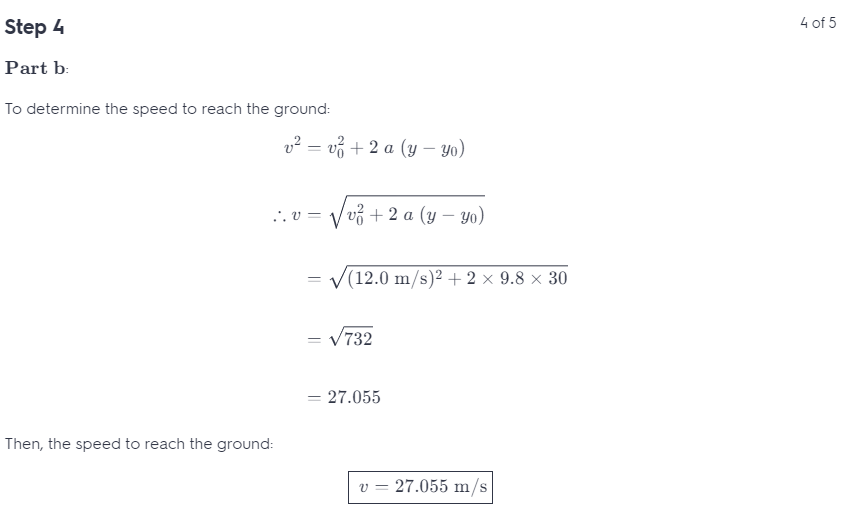 Step 4
4 of 5
Part b:
To determine the speed to reach the ground:
v² = v₀² + 2 a (y − y₀)
∴ v = √(v₀² + 2 a (y − y₀))
= √((12.0 m/s)² + 2 × 9.8 × 30)
= √732
= 27.055
Then, the speed to reach the ground:
v = 27.055 m/s